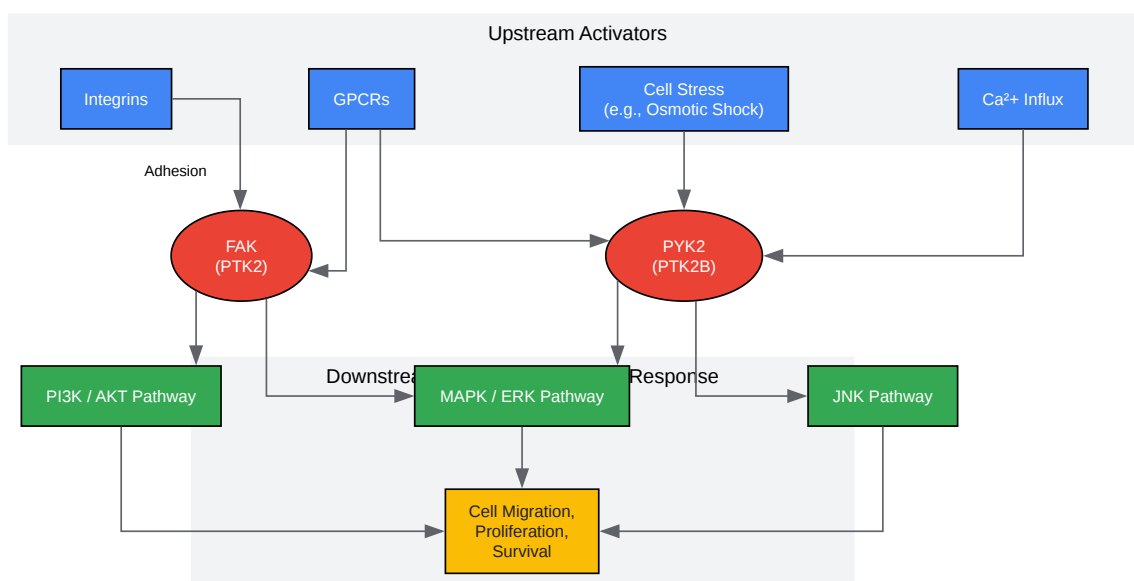 Upstream Activators
Integrins
GPCRs
Cell Stress
(e.g., Osmotic Shock)
Ca²+ Influx
Adhesion
FAK
(PTK2)
PYK2
(PTK2B)
Response
PI3K / AKT Pathway
MAPK / ERK Pathway
JNK Pathway
Cell Migration,
Proliferation,
Survival